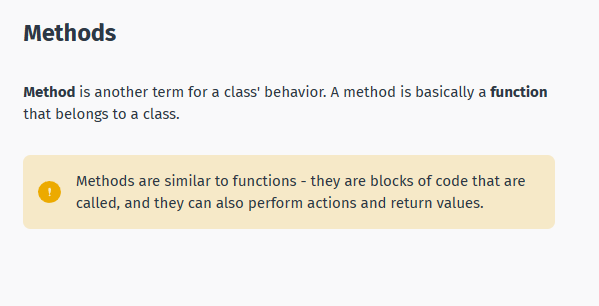 Methods
Method is another term for a class' behavior. A method is basically a function
that belongs to a class.
!
Methods are similar to functions - they are blocks of code that are
called, and they can also perform actions and return values.